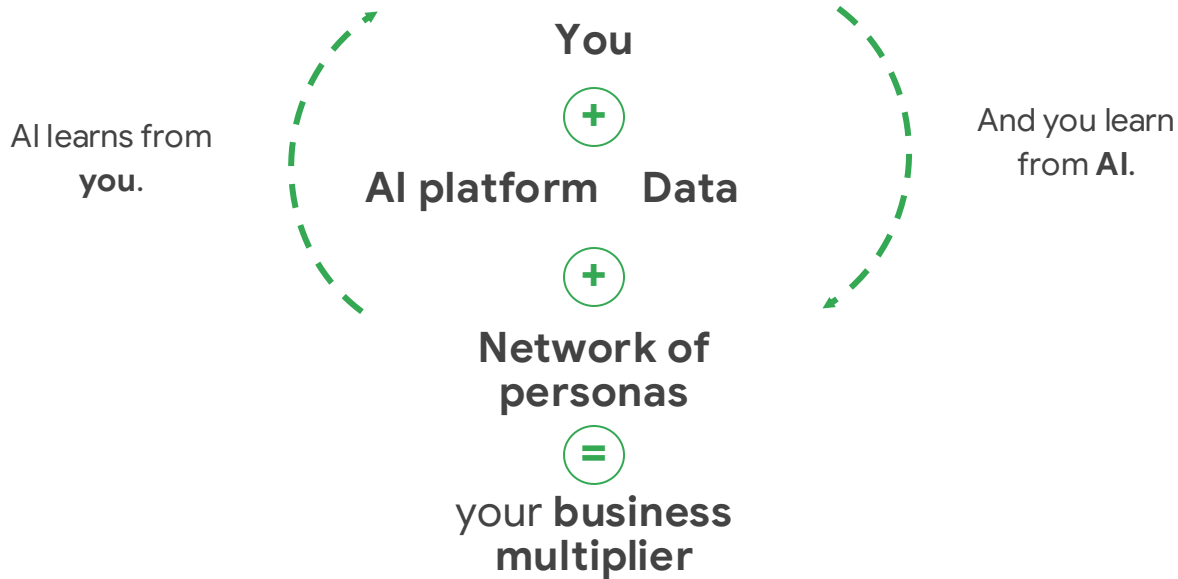 You
+
AI learns from
you.
And you learn
from AI.
AI platform Data
+
Network of
personas
=
your business
multiplier